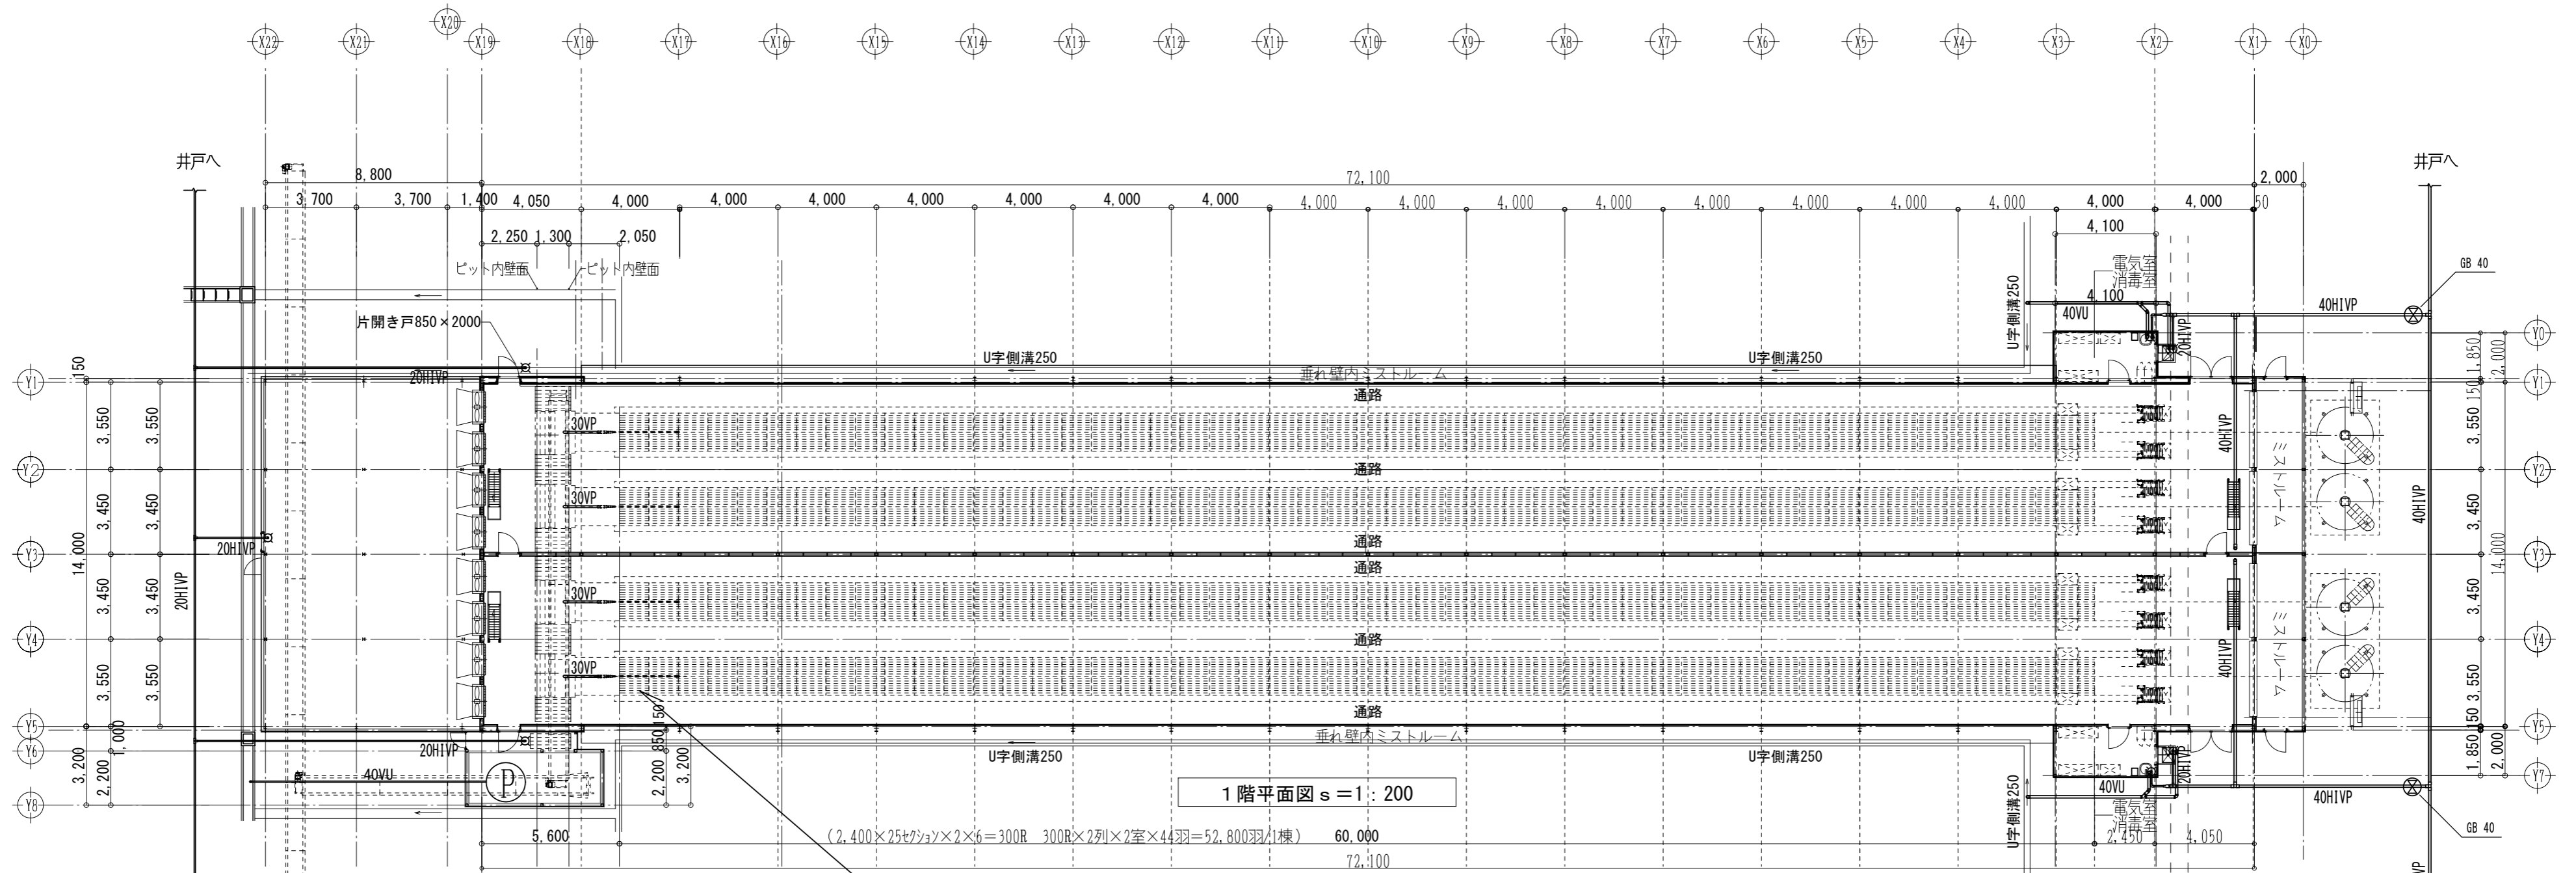 X22 X21 X20 X19 X18 X17 X16 X15 X14 X13 X12 X11 X10 X9 X8 X7 X6 X5 X4 X3 X2 X1 X0
井戸へ
井戸へ
8,800 72,100 2,000
3,700 3,700 1,400 4,050 4,000 4,000 4,000 4,000 4,000 4,000 4,000 4,000 4,000 4,000 4,000 4,000 4,000 4,000 4,000 4,000 4,000 50
2,250 1,300 2,050
4,100
ピット内壁面 ピット内壁面
電気室
消毒室
4,100
GB 40
40HIVP
40VU
20HIVP
U字側溝250
片開き戸850×2000
U字側溝250 U字側溝250
垂れ壁内ミストルーム
通路
20HIVP
Y0
Y1 Y1
150
1,850 2,000
150
3,550 3,550
30VP
40HIVP
ミストルーム
3,550
Y2 通路 Y2
3,450 3,450
30VP
40HIVP
3,450
14,000
20HIVP
通路
Y3 Y3
通路
14,000
20HIVP
3,450 3,450
30VP
3,450
Y4 通路 Y4
3,550 3,550
30VP
40HIVP
ミストルーム
3,550
通路
Y5 Y5
150
150
垂れ壁内ミストルーム
Y6
1,000
20HIVP
850
U字側溝250 U字側溝250
1,850 2,000
20HIVP
3,200 2,200
40VU
P
2,200 3,200
Y7
40VU
40HIVP
Y8
1階平面図s=1:200
U字側溝250
電気室
消毒室
GB 40
5,600 (2,400×25セクション×2×6=300R 300R×2列×2室×44羽=52,800羽/1棟) 60,000 2,450 4,050
72,100
VP